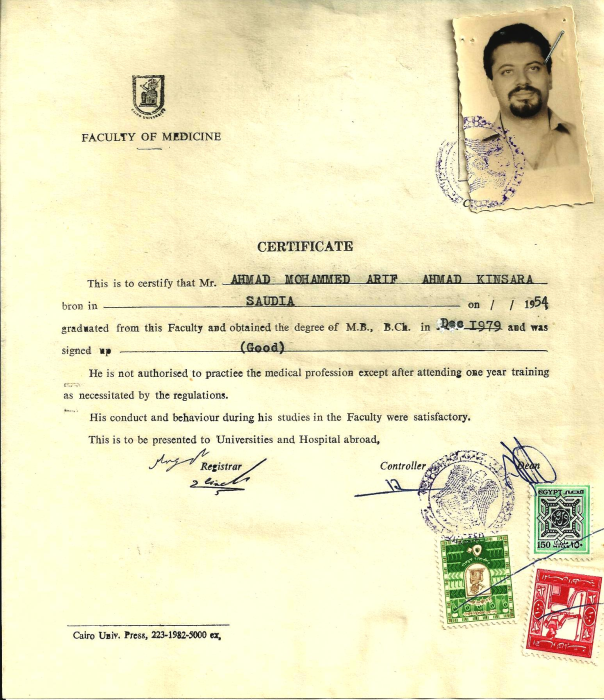 FACULTY OF MEDICINE
CERTIFICATE
This is to certify that Mr. AHMAD MOHAMMED ARIF AHMAD KINSARA
bron in SAUDIA on / / 1954
graduated from this Faculty and obtained the degree of M.B., B.Ch. in Dec 1979 and was
signed up (Good)
He is not authorised to practiee the medical profession except after attending one year training
as necessitated by the regulations.
His conduct and behaviour during his studies in the Faculty were satisfactory.
This is to be presented to Universities and Hospital abroad,
Registrar Controller Dean
EGYPT مصر
150 ١٥٠
Cairo Univ. Press, 223-1982-5000 ex,